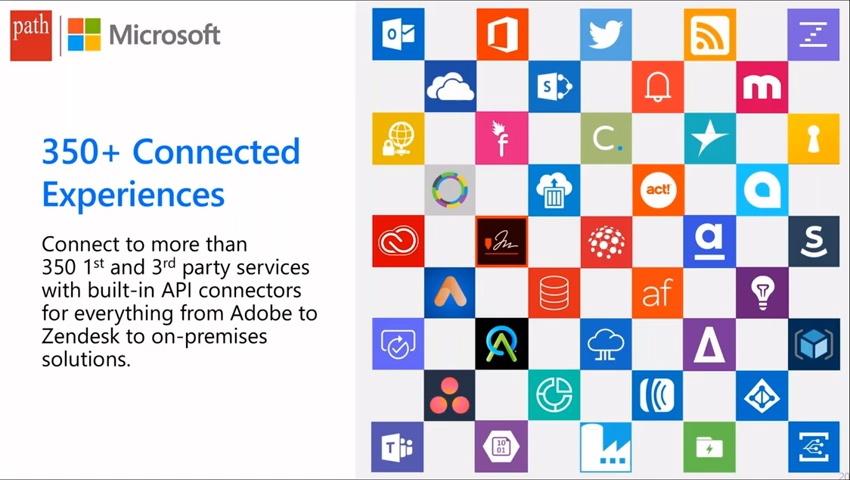 path
Microsoft
350+ Connected
Experiences
Connect to more than
350 1st and 3rd party services
with built-in API connectors
for everything from Adobe to
Zendesk to on-premises
solutions.
act!
af
20